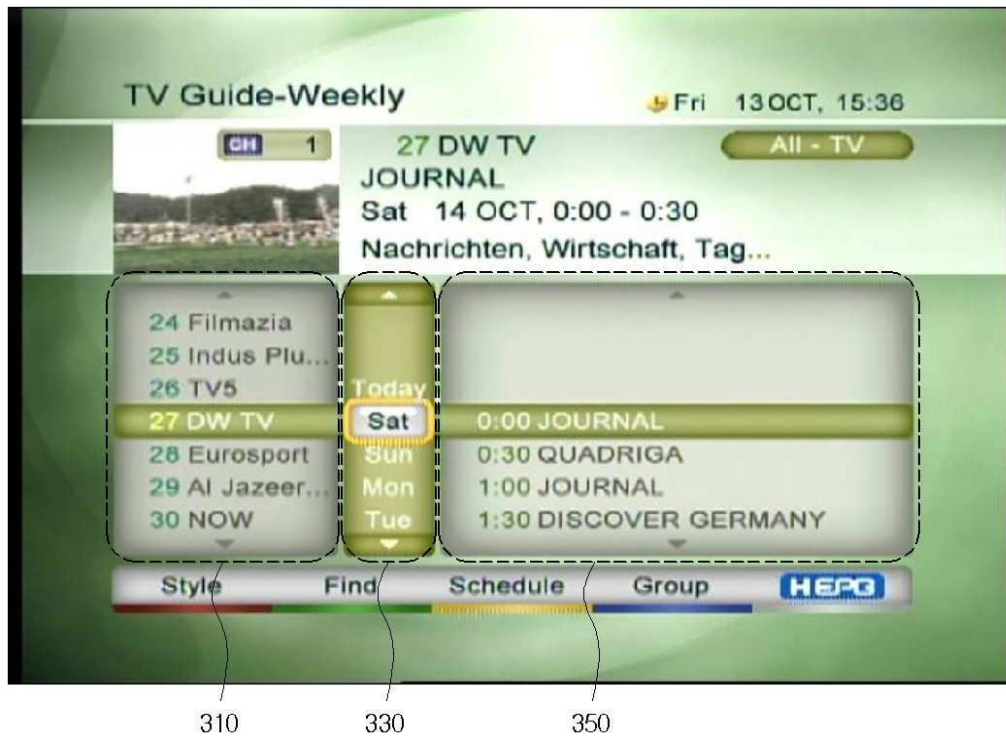 TV Guide-Weekly
Fri 13 OCT, 15:36
CH 1
27 DW TV
All - TV
JOURNAL
Sat 14 OCT, 0:00 - 0:30
Nachrichten, Wirtschaft, Tag...
24 Filmazia
25 Indus Plu...
26 TV5
27 DW TV
28 Eurosport
29 Al Jazeer...
30 NOW
Today
Sat
Sun
Mon
Tue
0:00 JOURNAL
0:30 QUADRIGA
1:00 JOURNAL
1:30 DISCOVER GERMANY
Style Find Schedule Group HEPG
310 330 350